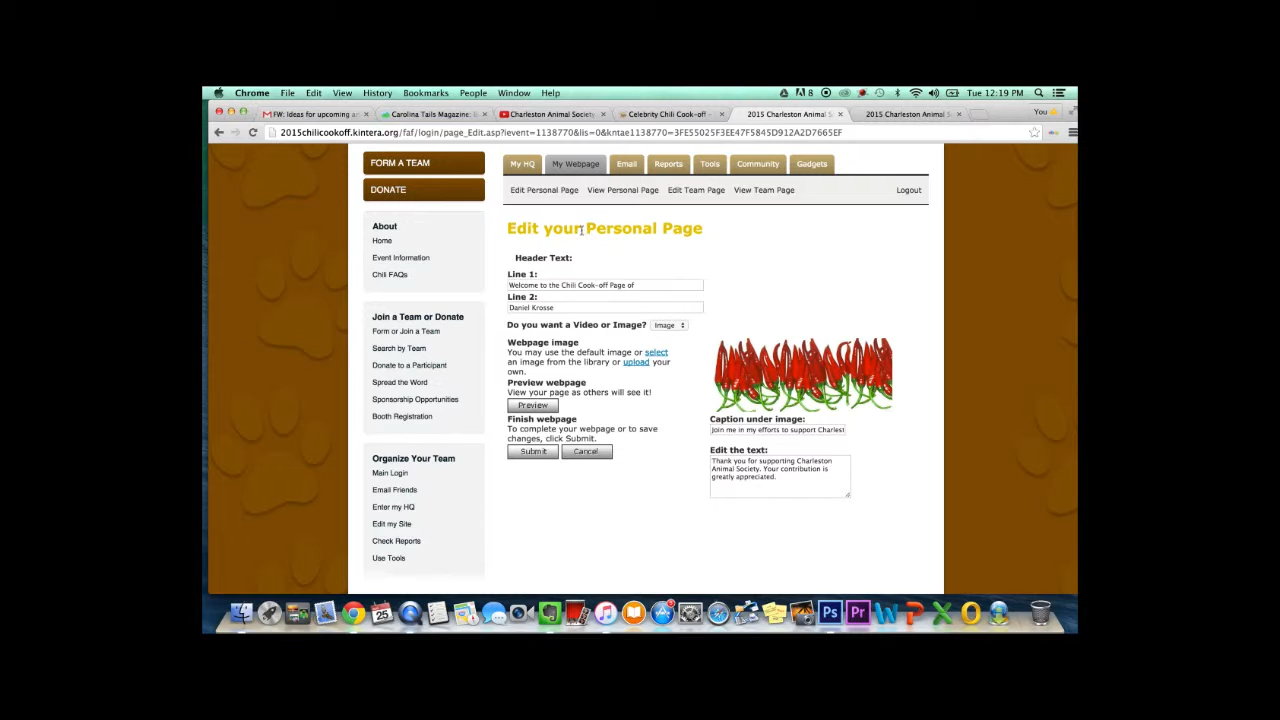 Chrome File Edit View History Bookmarks People Window Help
8 Tue 12:19 PM
FW: Ideas for upcoming an
Carolina Tails Magazine:
Charleston Animal Society
Celebrity Chili Cook-off –
2015 Charleston Animal S
2015 Charleston Animal S
You
2015chilicookoff.kintera.org/faf/login/page_Edit.asp?ievent=1138770&lis=0&kntae1138770=3FE55025F3EE47F5845D912A2D7665EF
FORM A TEAM
DONATE
About
Home
Event Information
Chili FAQs
Join a Team or Donate
Form or Join a Team
Search by Team
Donate to a Participant
Spread the Word
Sponsorship Opportunities
Booth Registration
Organize Your Team
Main Login
Email Friends
Enter my HQ
Edit my Site
Check Reports
Use Tools
My HQ My Webpage Email Reports Tools Community Gadgets
Edit Personal Page View Personal Page Edit Team Page View Team Page Logout
Edit your Personal Page
Header Text:
Line 1:
Welcome to the Chili Cook-off Page of
Line 2:
Daniel Krosse
Do you want a Video or Image? Image
Webpage image
You may use the default image or select
an image from the library or upload your
own.
Preview webpage
View your page as others will see it!
Preview
Finish webpage
To complete your webpage or to save
changes, click Submit.
Submit Cancel
Caption under image:
Join me in my efforts to support Charlest
Edit the text:
Thank you for supporting Charleston
Animal Society. Your contribution is
greatly appreciated.
25
Ps Pr W P X O